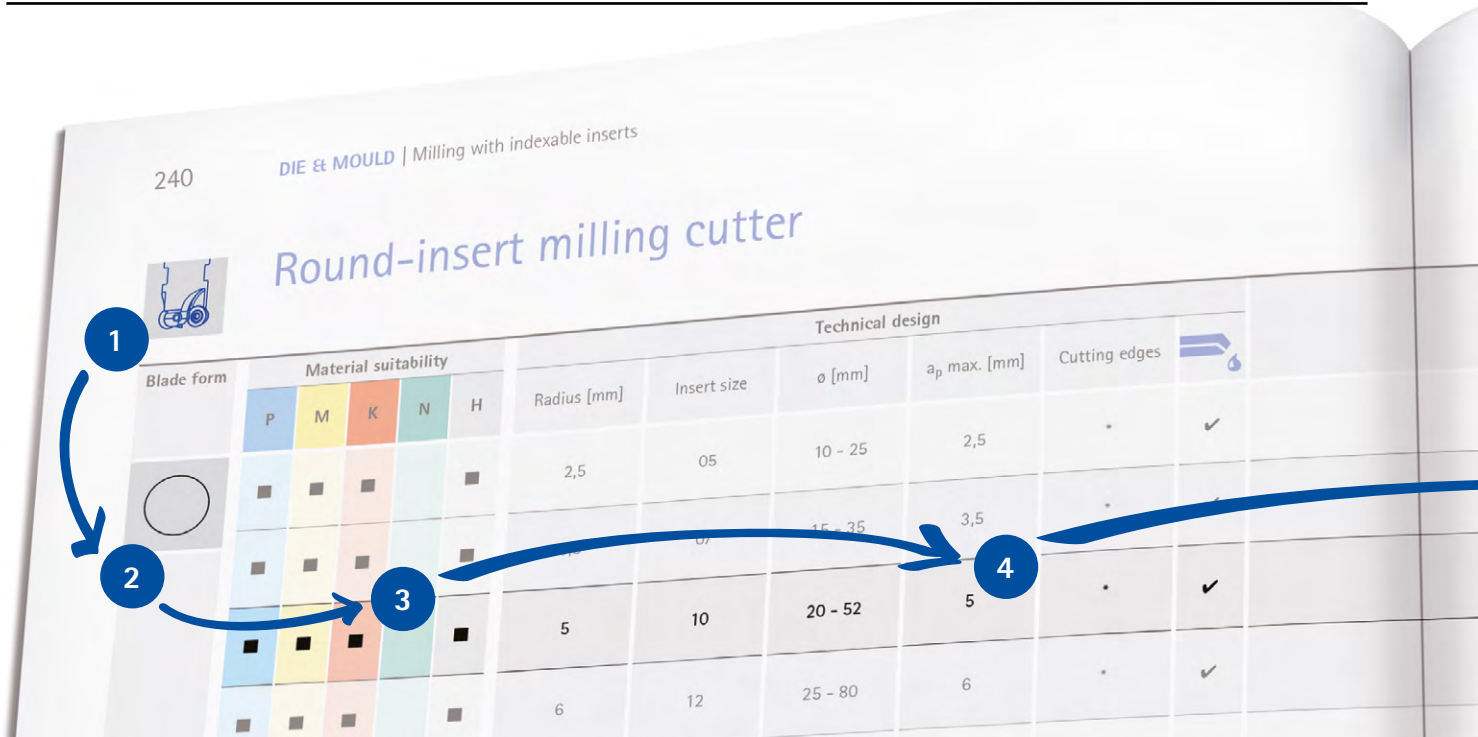 240
DIE & MOULD | Milling with indexable inserts
Round-insert milling cutter
1
Technical design
Material suitability
Blade form
P M K N H Radius [mm] Insert size ø [mm] ap max. [mm] Cutting edges
■ ■ ■ ■ 2,5 05 10 - 25 2,5 • ✔
■ ■ ■ ■ 15 - 35 3,5 •
2
3
4
■ ■ ■ ■ 5 10 20 - 52 5 • ✔
■ ■ ■ ■ 6 12 25 - 80 6 • ✔